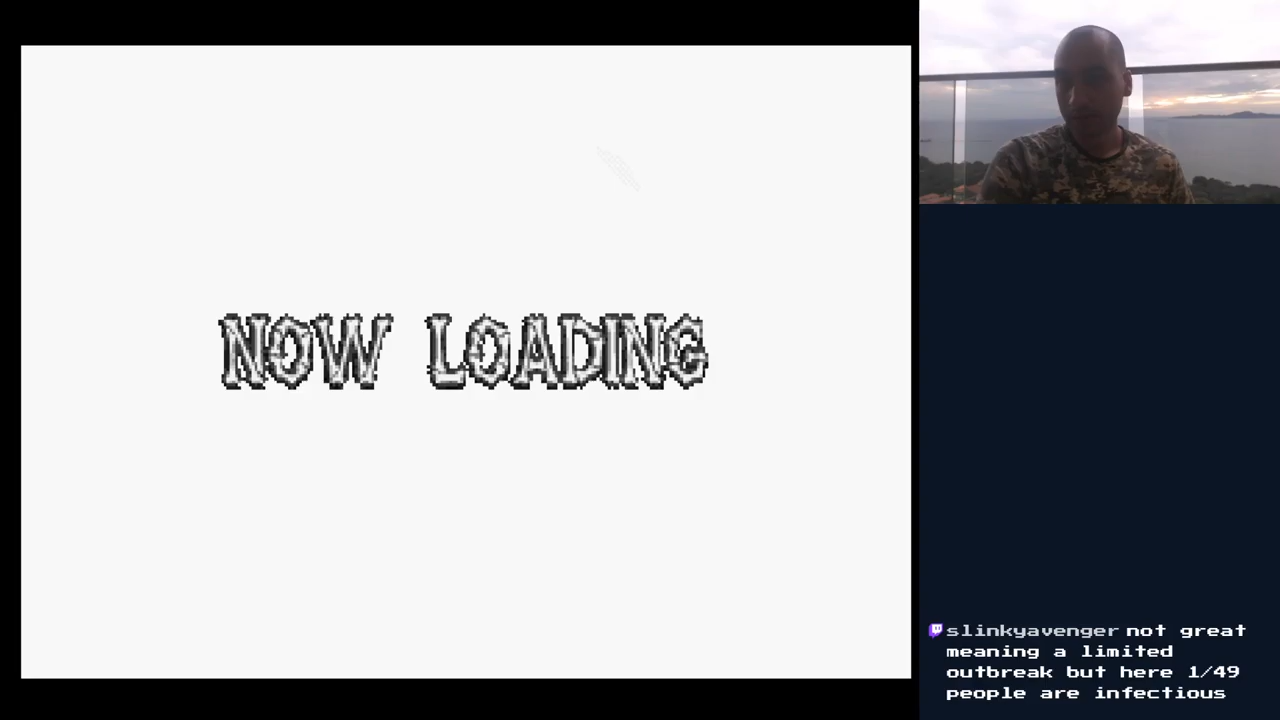 NOW LOADING
slinkyavenger not great
meaning a limited
outbreak but here 1/49
people are infectious